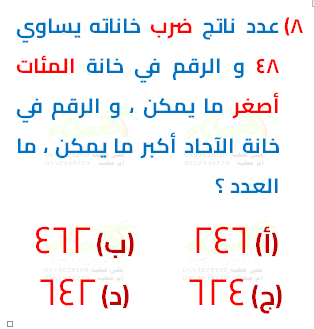 ٨) عدد ناتج ضرب خاناته يساوي
٤٨ و الرقم في خانة المئات
أصغر ما يمكن ، و الرقم في
خانة الآحاد أكبر ما يمكن ، ما
العدد ؟
(أ) ٢٤٦ (ب) ٤٦٢
(ج) ٦٢٤ (د) ٦٤٢